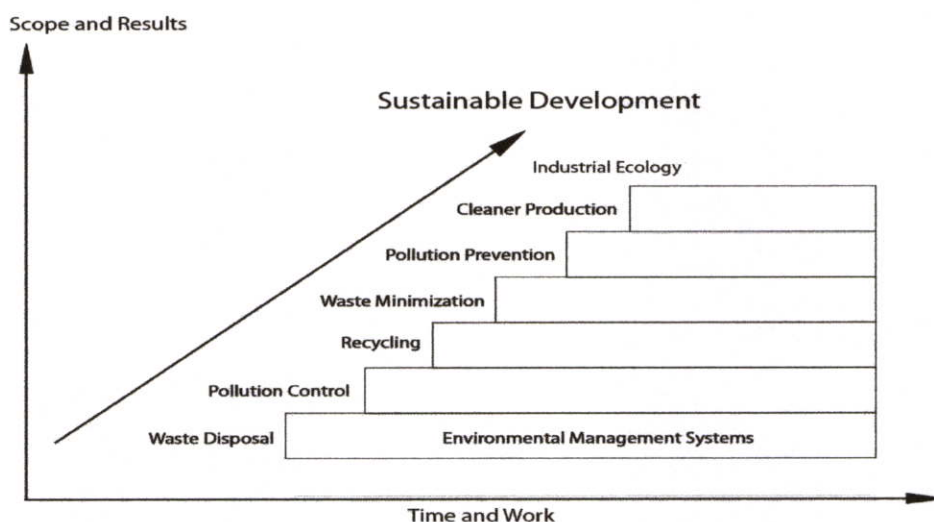 Scope and Results
Sustainable Development
Industrial Ecology
Cleaner Production
Pollution Prevention
Waste Minimization
Recycling
Pollution Control
Waste Disposal
Environmental Management Systems
Time and Work